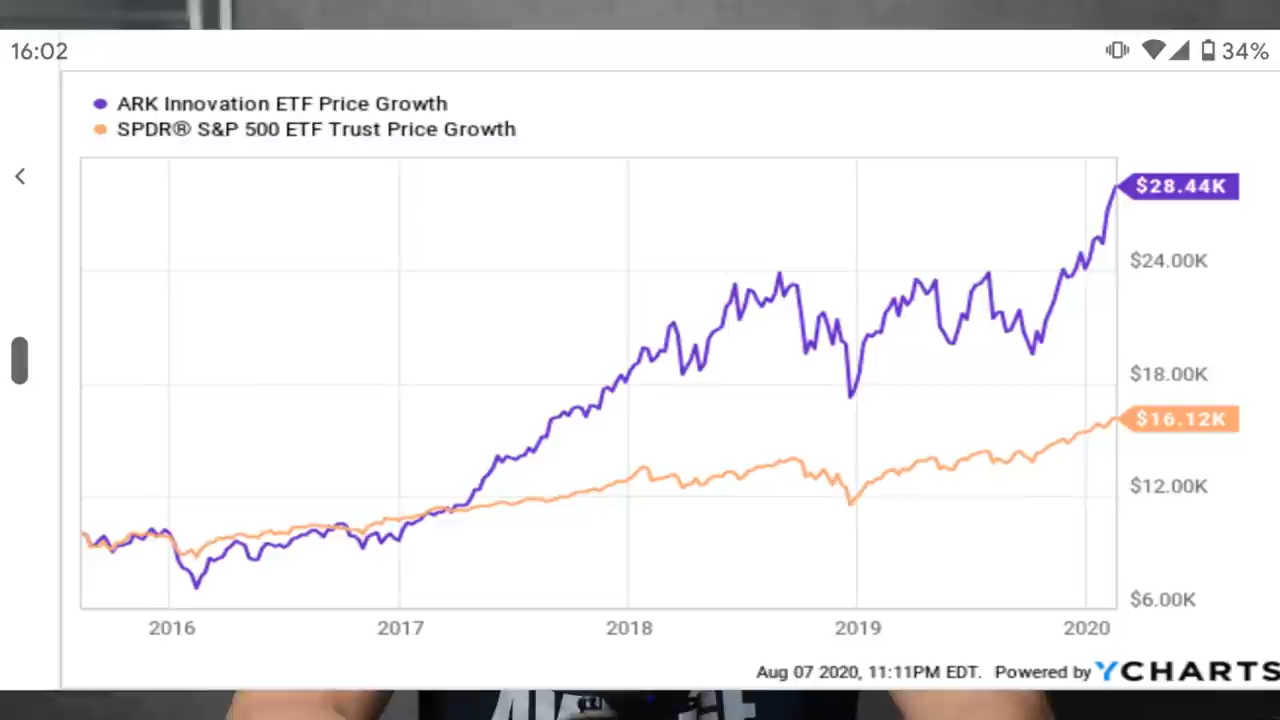 16:02
34%
ARK Innovation ETF Price Growth
SPDR® S&P 500 ETF Trust Price Growth
$28.44K
$24.00K
$18.00K
$16.12K
$12.00K
$6.00K
2016 2017 2018 2019 2020
Aug 07 2020, 11:11PM EDT. Powered by YCHARTS